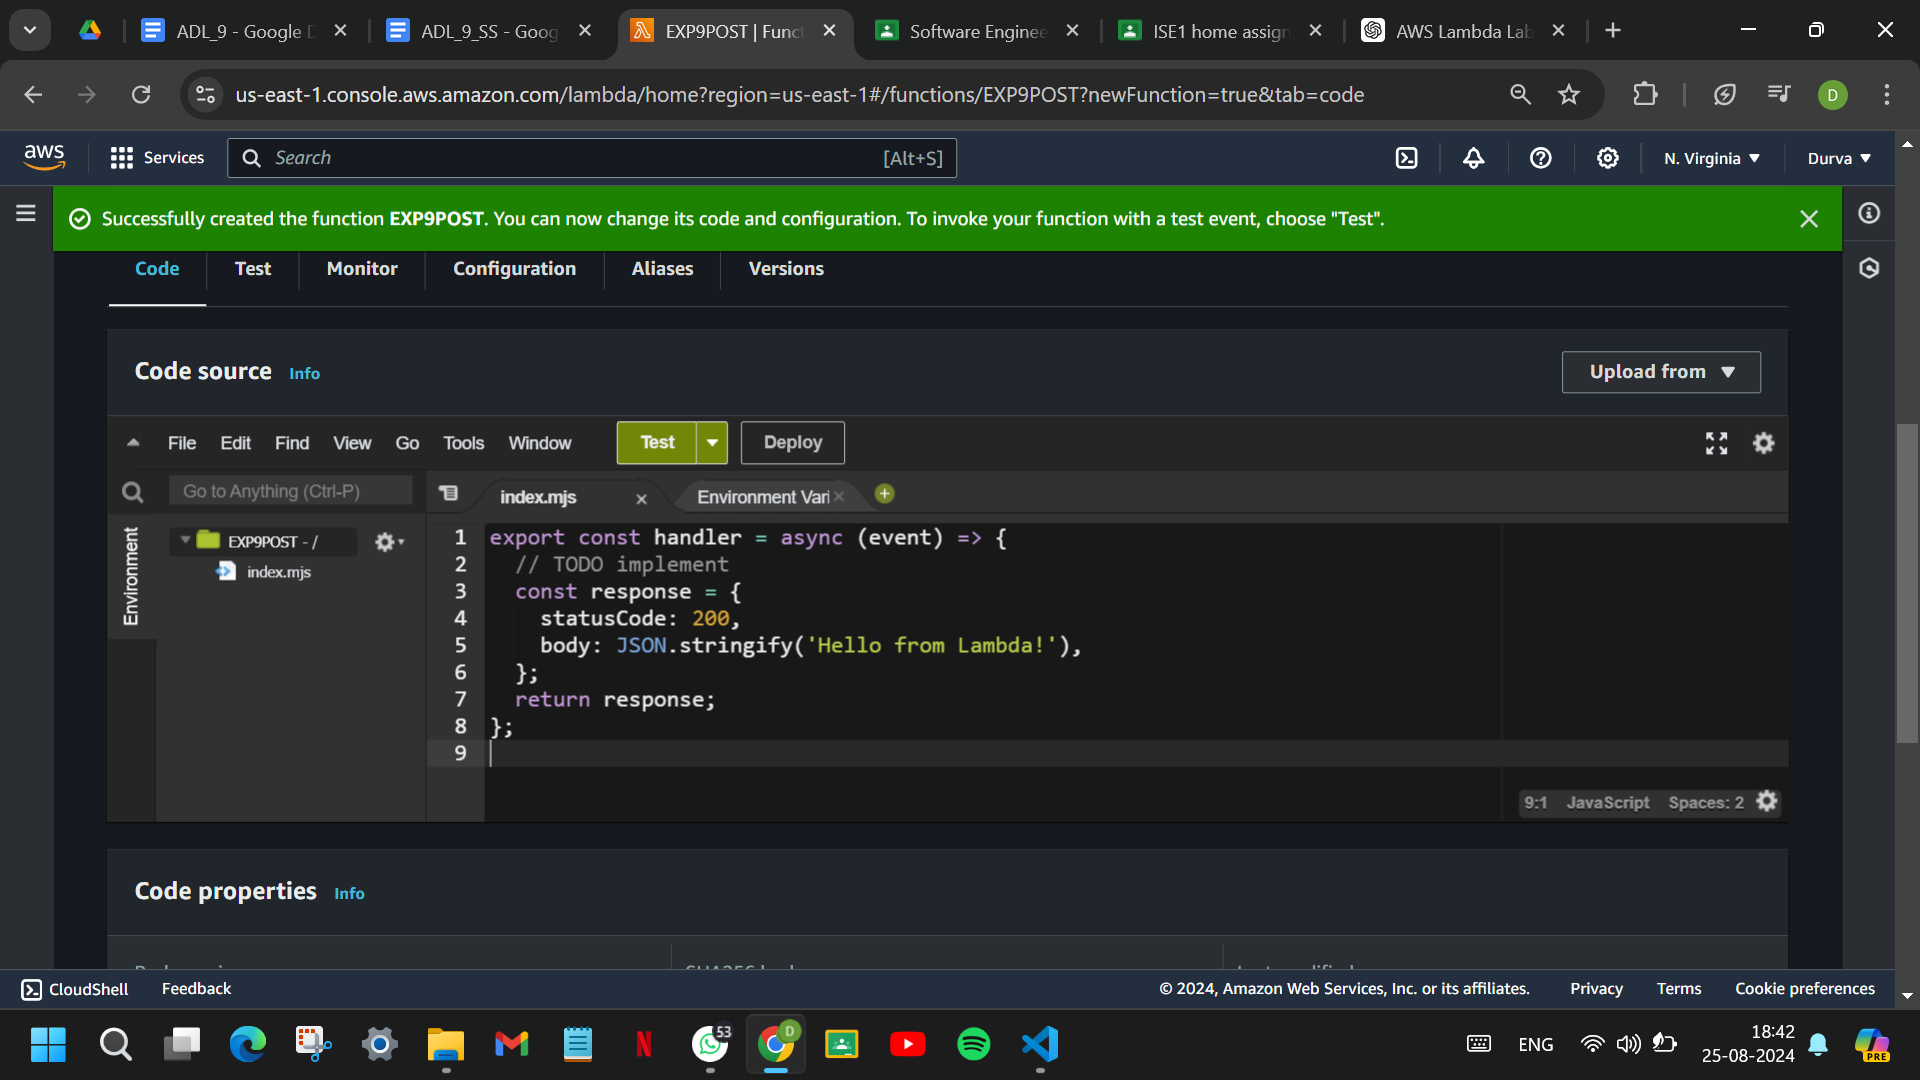 ADL_9 - Google D
ADL_9_SS - Goog
EXP9POST | Funct
Software Enginee
ISE1 home assign
AWS Lambda Lab
us-east-1.console.aws.amazon.com/lambda/home?region=us-east-1#/functions/EXP9POST?newFunction=true&tab=code
D
aws
Services
Search
[Alt+S]
N. Virginia
Durva
Successfully created the function EXP9POST. You can now change its code and configuration. To invoke your function with a test event, choose "Test".
Code
Test
Monitor
Configuration
Aliases
Versions
Code source
Info
Upload from
File
Edit
Find
View
Go
Tools
Window
Test
Deploy
Go to Anything (Ctrl-P)
index.mjs
Environment Vari
Environment
EXP9POST - /
index.mjs
1 export const handler = async (event) => {
2 // TODO implement
3 const response = {
4 statusCode: 200,
5 body: JSON.stringify('Hello from Lambda!'),
6 };
7 return response;
8 };
9
9:1 JavaScript Spaces: 2
Code properties
Info
CloudShell
Feedback
© 2024, Amazon Web Services, Inc. or its affiliates.
Privacy
Terms
Cookie preferences
53
D
ENG
18:42
25-08-2024
PRE